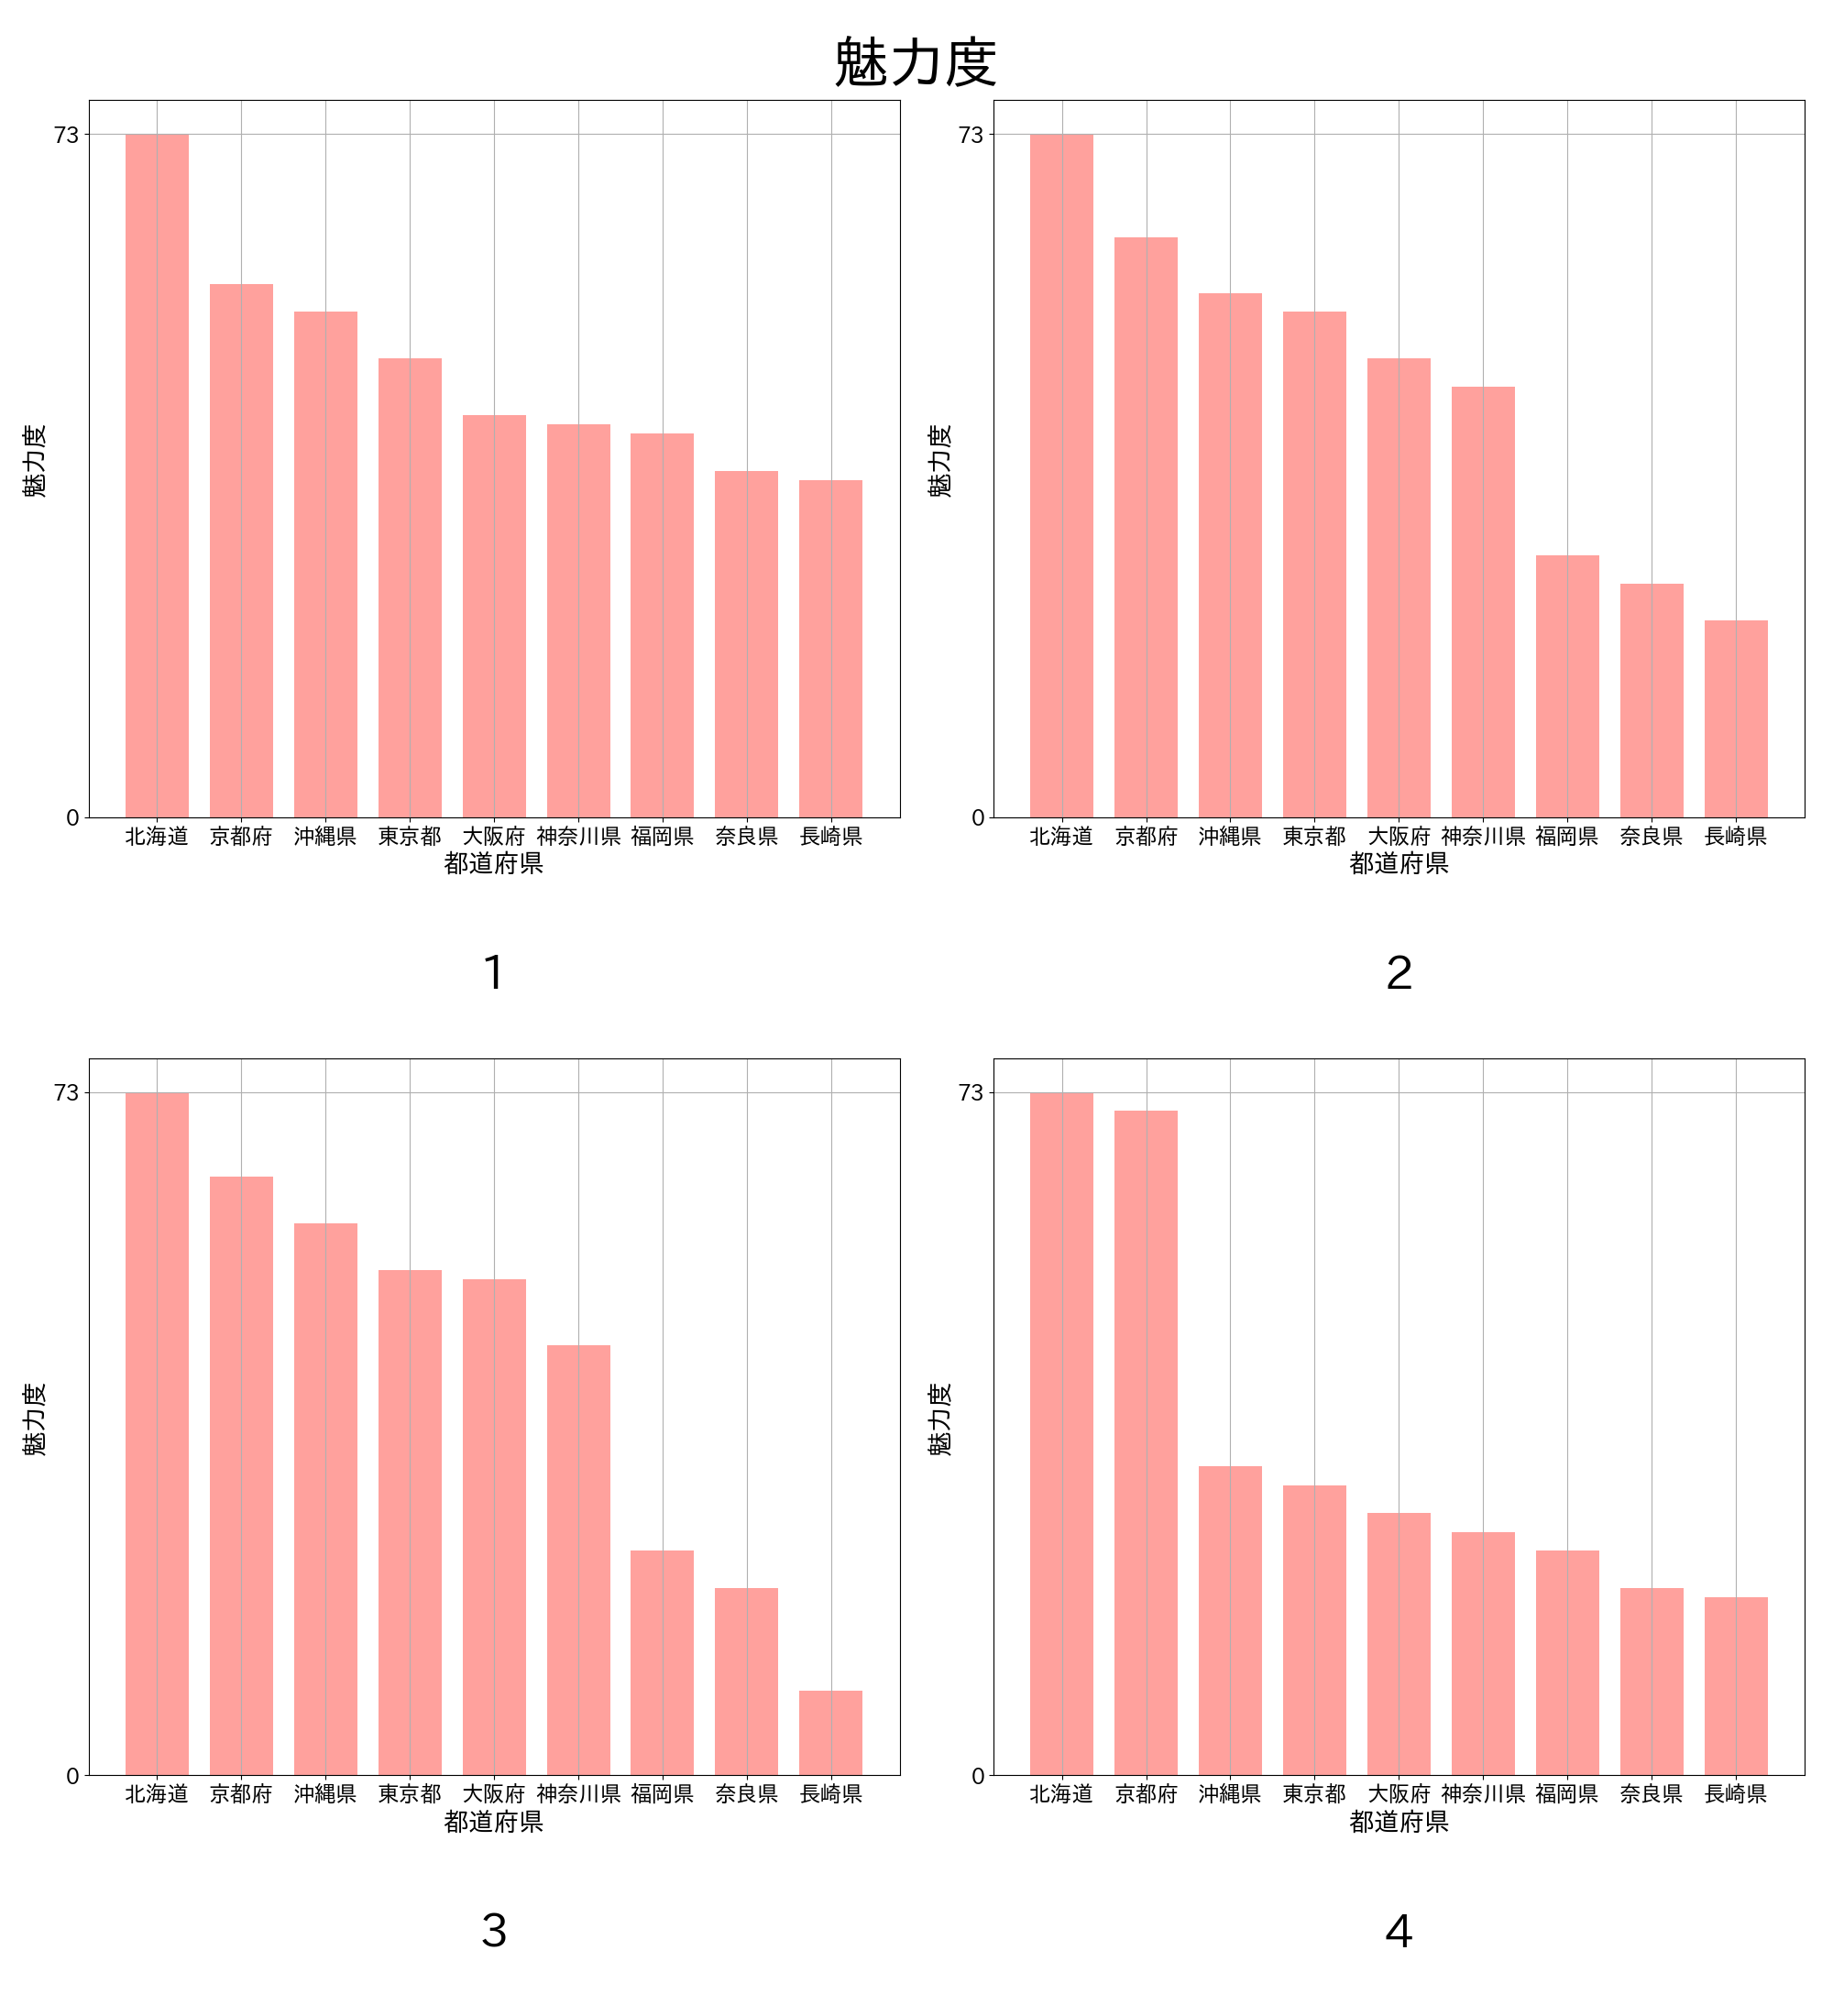 魅力度
73
0
魅力度
北海道 京都府 沖縄県 東京都 大阪府 神奈川県 福岡県 奈良県 長崎県
都道府県
1
73
0
魅力度
北海道 京都府 沖縄県 東京都 大阪府 神奈川県 福岡県 奈良県 長崎県
都道府県
2
73
0
魅力度
北海道 京都府 沖縄県 東京都 大阪府 神奈川県 福岡県 奈良県 長崎県
都道府県
3
73
0
魅力度
北海道 京都府 沖縄県 東京都 大阪府 神奈川県 福岡県 奈良県 長崎県
都道府県
4